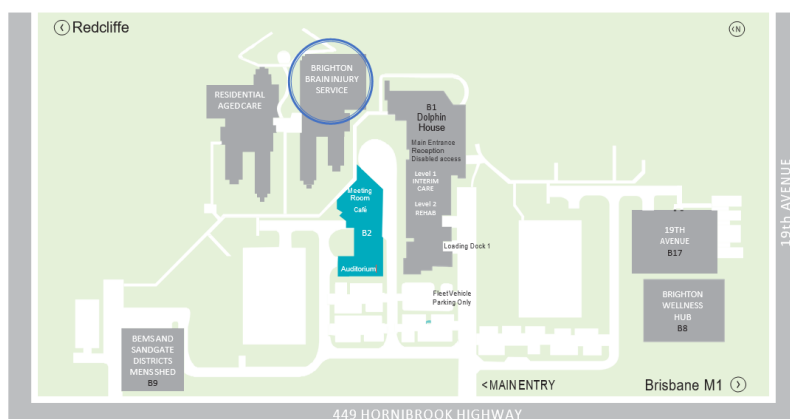 Redcliffe
N
BRIGHTON
BRAIN INJURY
SERVICE
RESIDENTIAL
AGED CARE
B1
Dolphin
House
Main Entrance
Reception
Disabled access
Level 1
INTERIM
CARE
Level 2
REHAB
Meeting
Room
Café
B2
Auditorium
Loading Dock 1
Fleet Vehicle
Parking Only
19TH
AVENUE
B17
BRIGHTON
WELLNESS
HUB
B8
BEMS AND
SANDGATE
DISTRICTS
MENS SHED
B9
< MAIN ENTRY
Brisbane M1
19th AVENUE
449 HORNIBROOK HIGHWAY